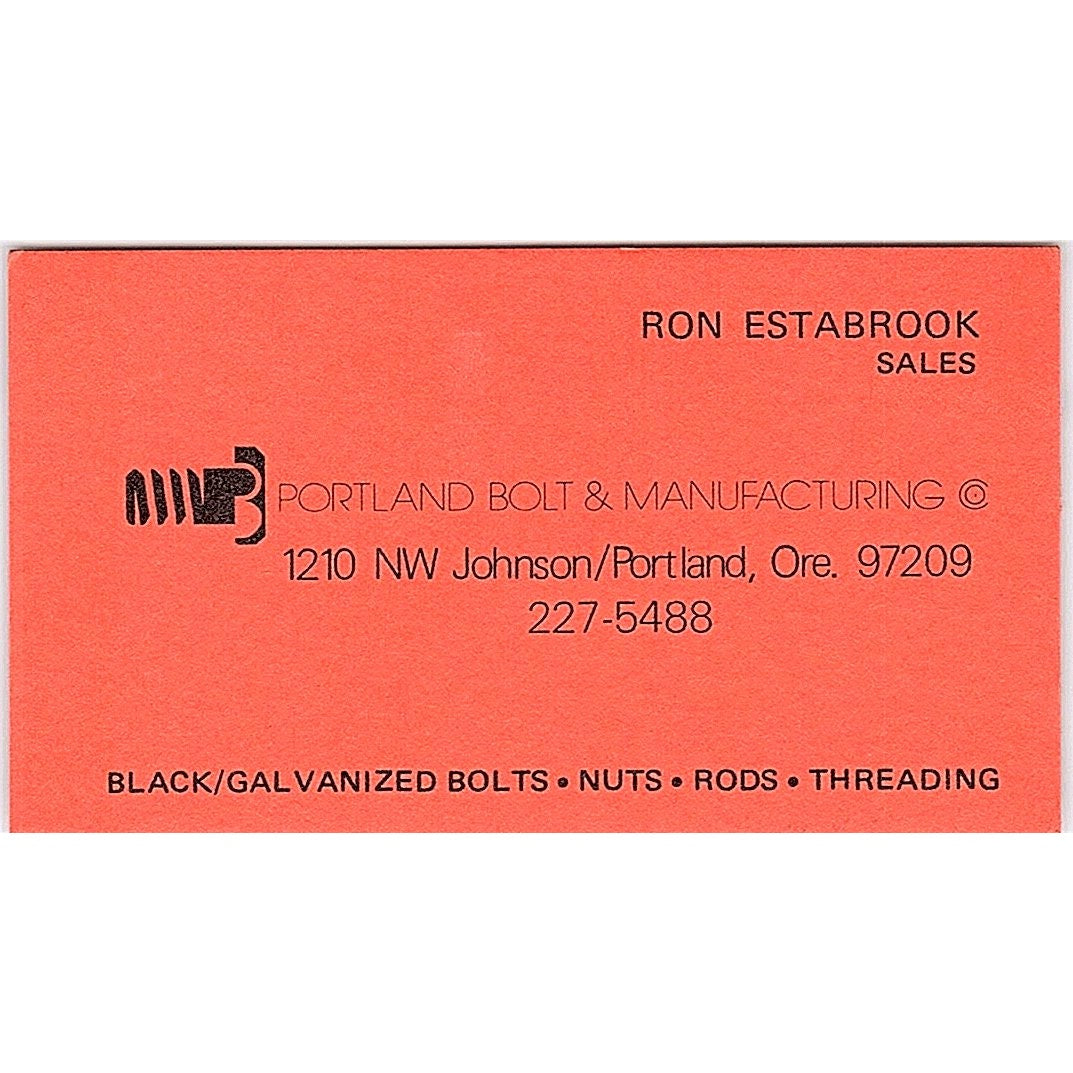 RON ESTABROOK
SALES
PORTLAND BOLT & MANUFACTURING CO
1210 NW Johnson/Portland, Ore. 97209
227-5488
BLACK/GALVANIZED BOLTS • NUTS • RODS • THREADING